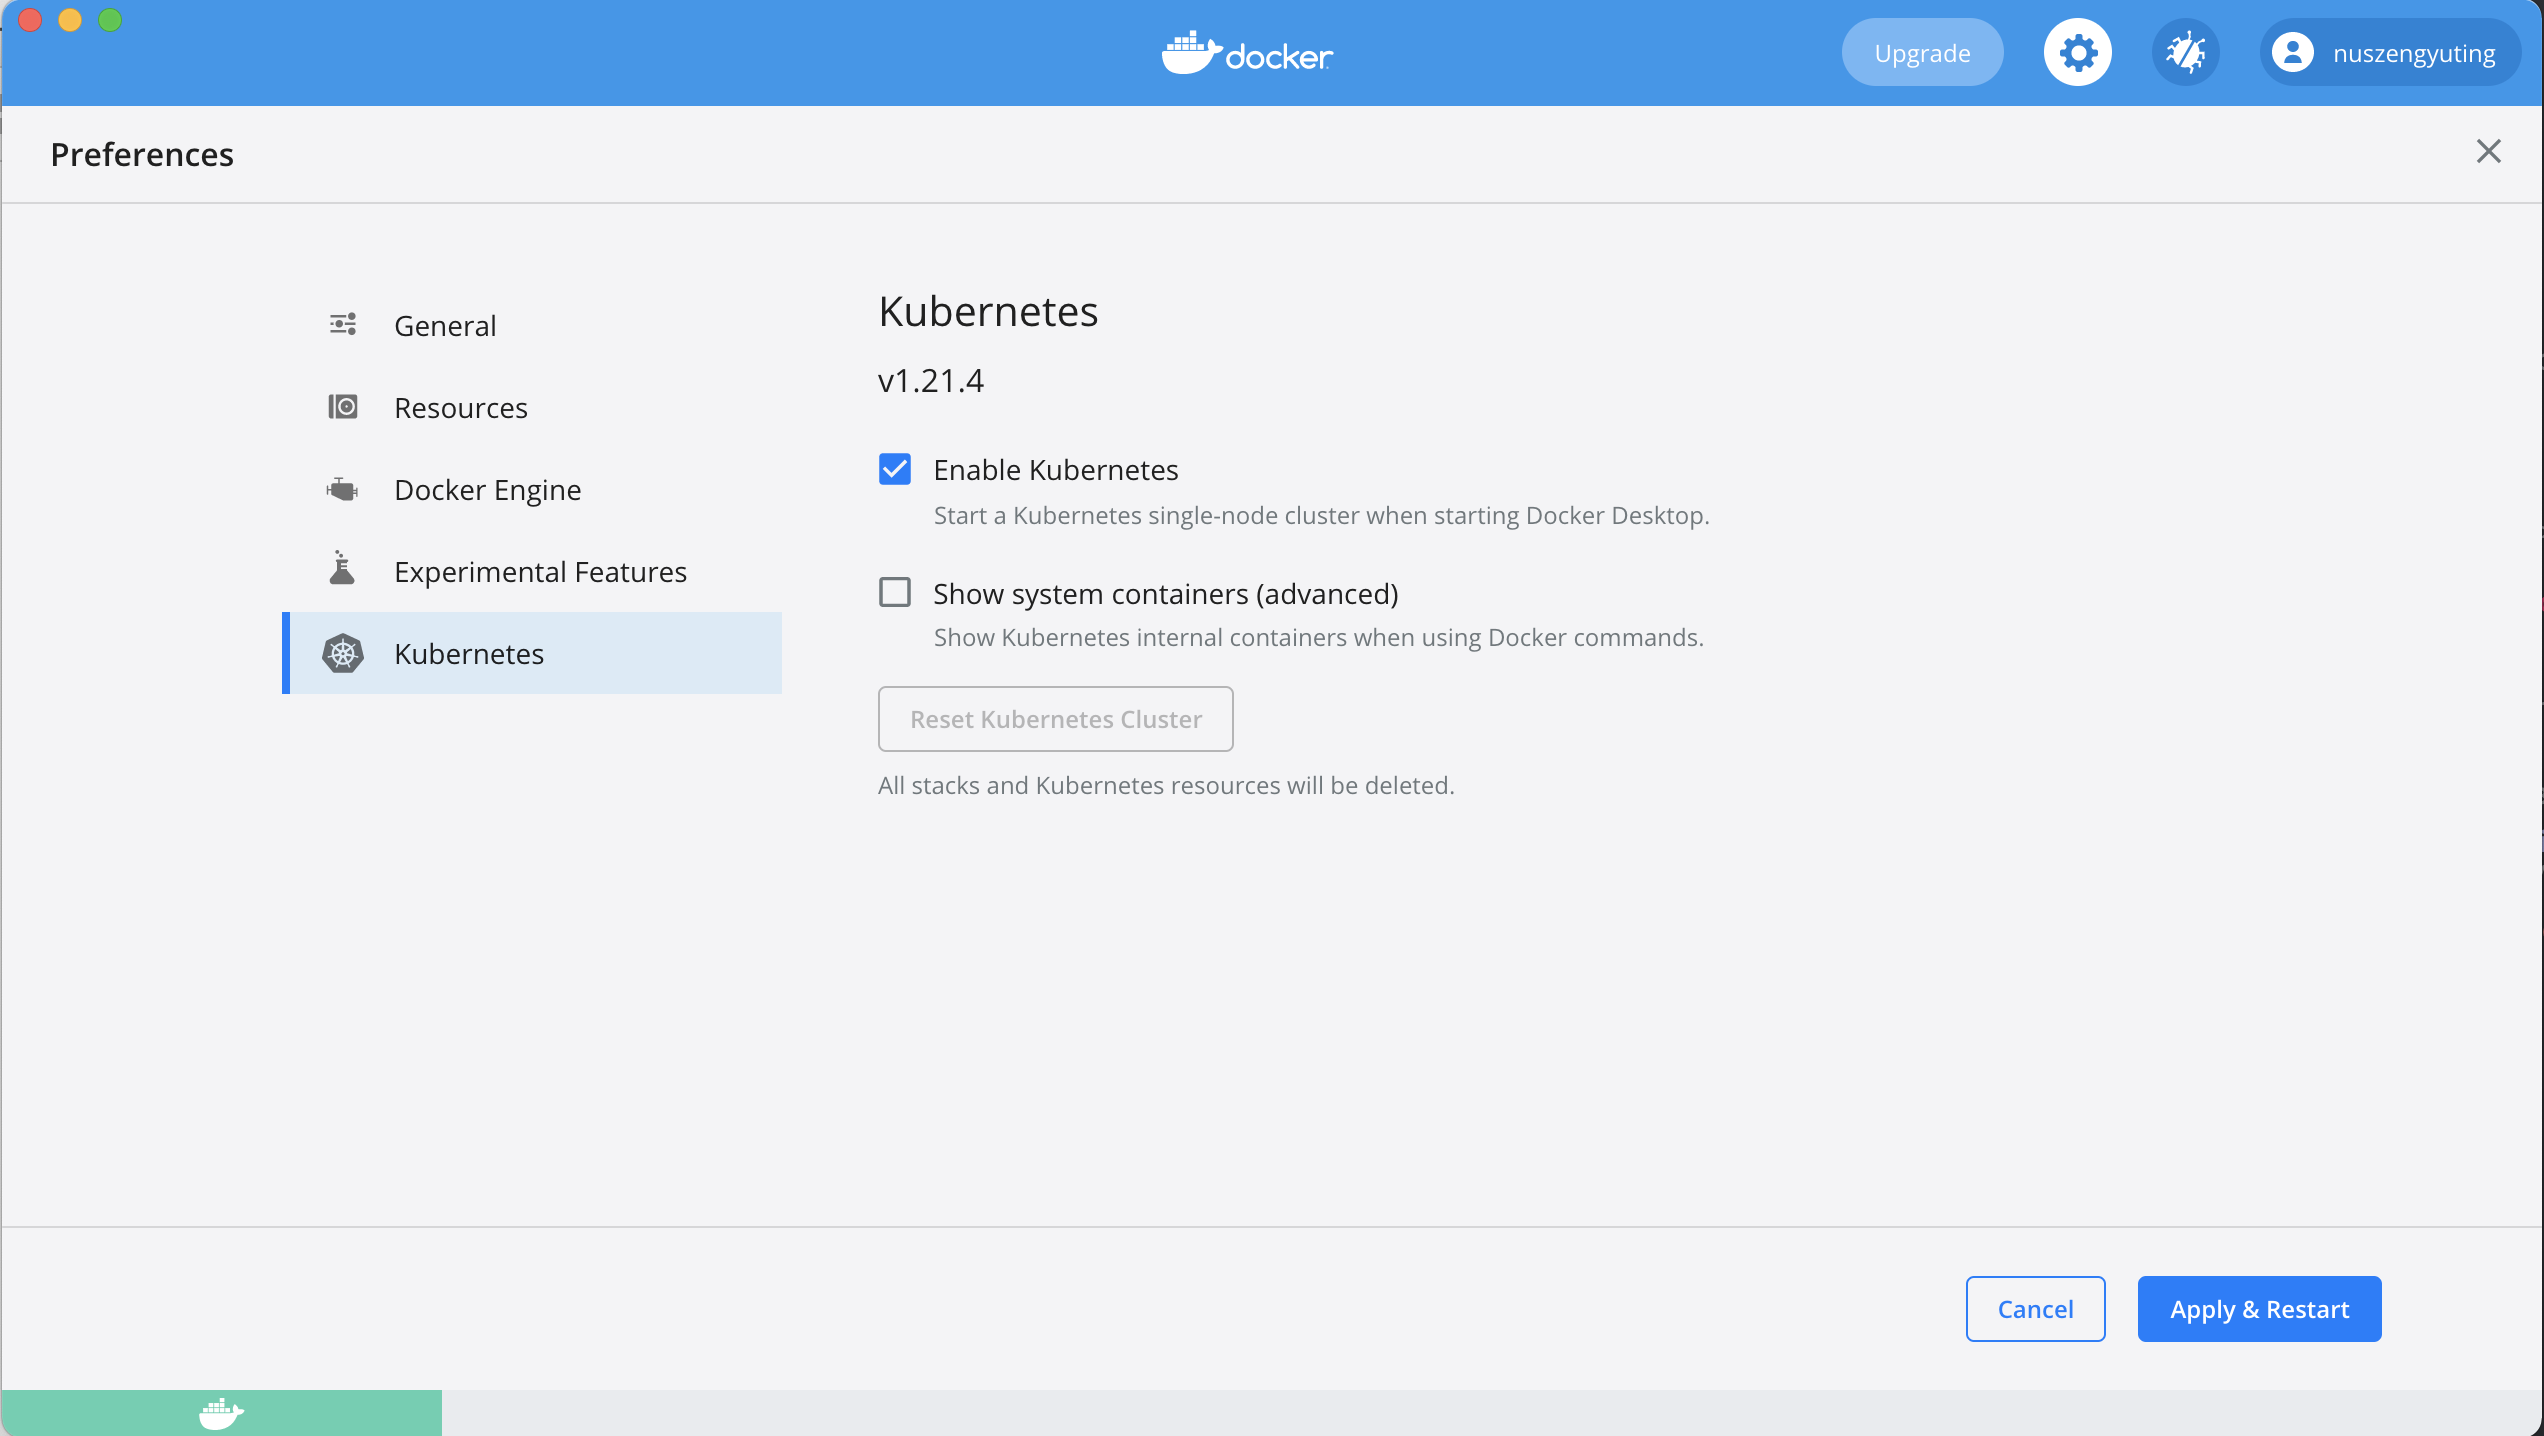 docker
Upgrade
nuszengyuting
Preferences
General
Resources
Docker Engine
Experimental Features
Kubernetes
Kubernetes
v1.21.4
Enable Kubernetes
Start a Kubernetes single-node cluster when starting Docker Desktop.
Show system containers (advanced)
Show Kubernetes internal containers when using Docker commands.
Reset Kubernetes Cluster
All stacks and Kubernetes resources will be deleted.
Cancel
Apply & Restart